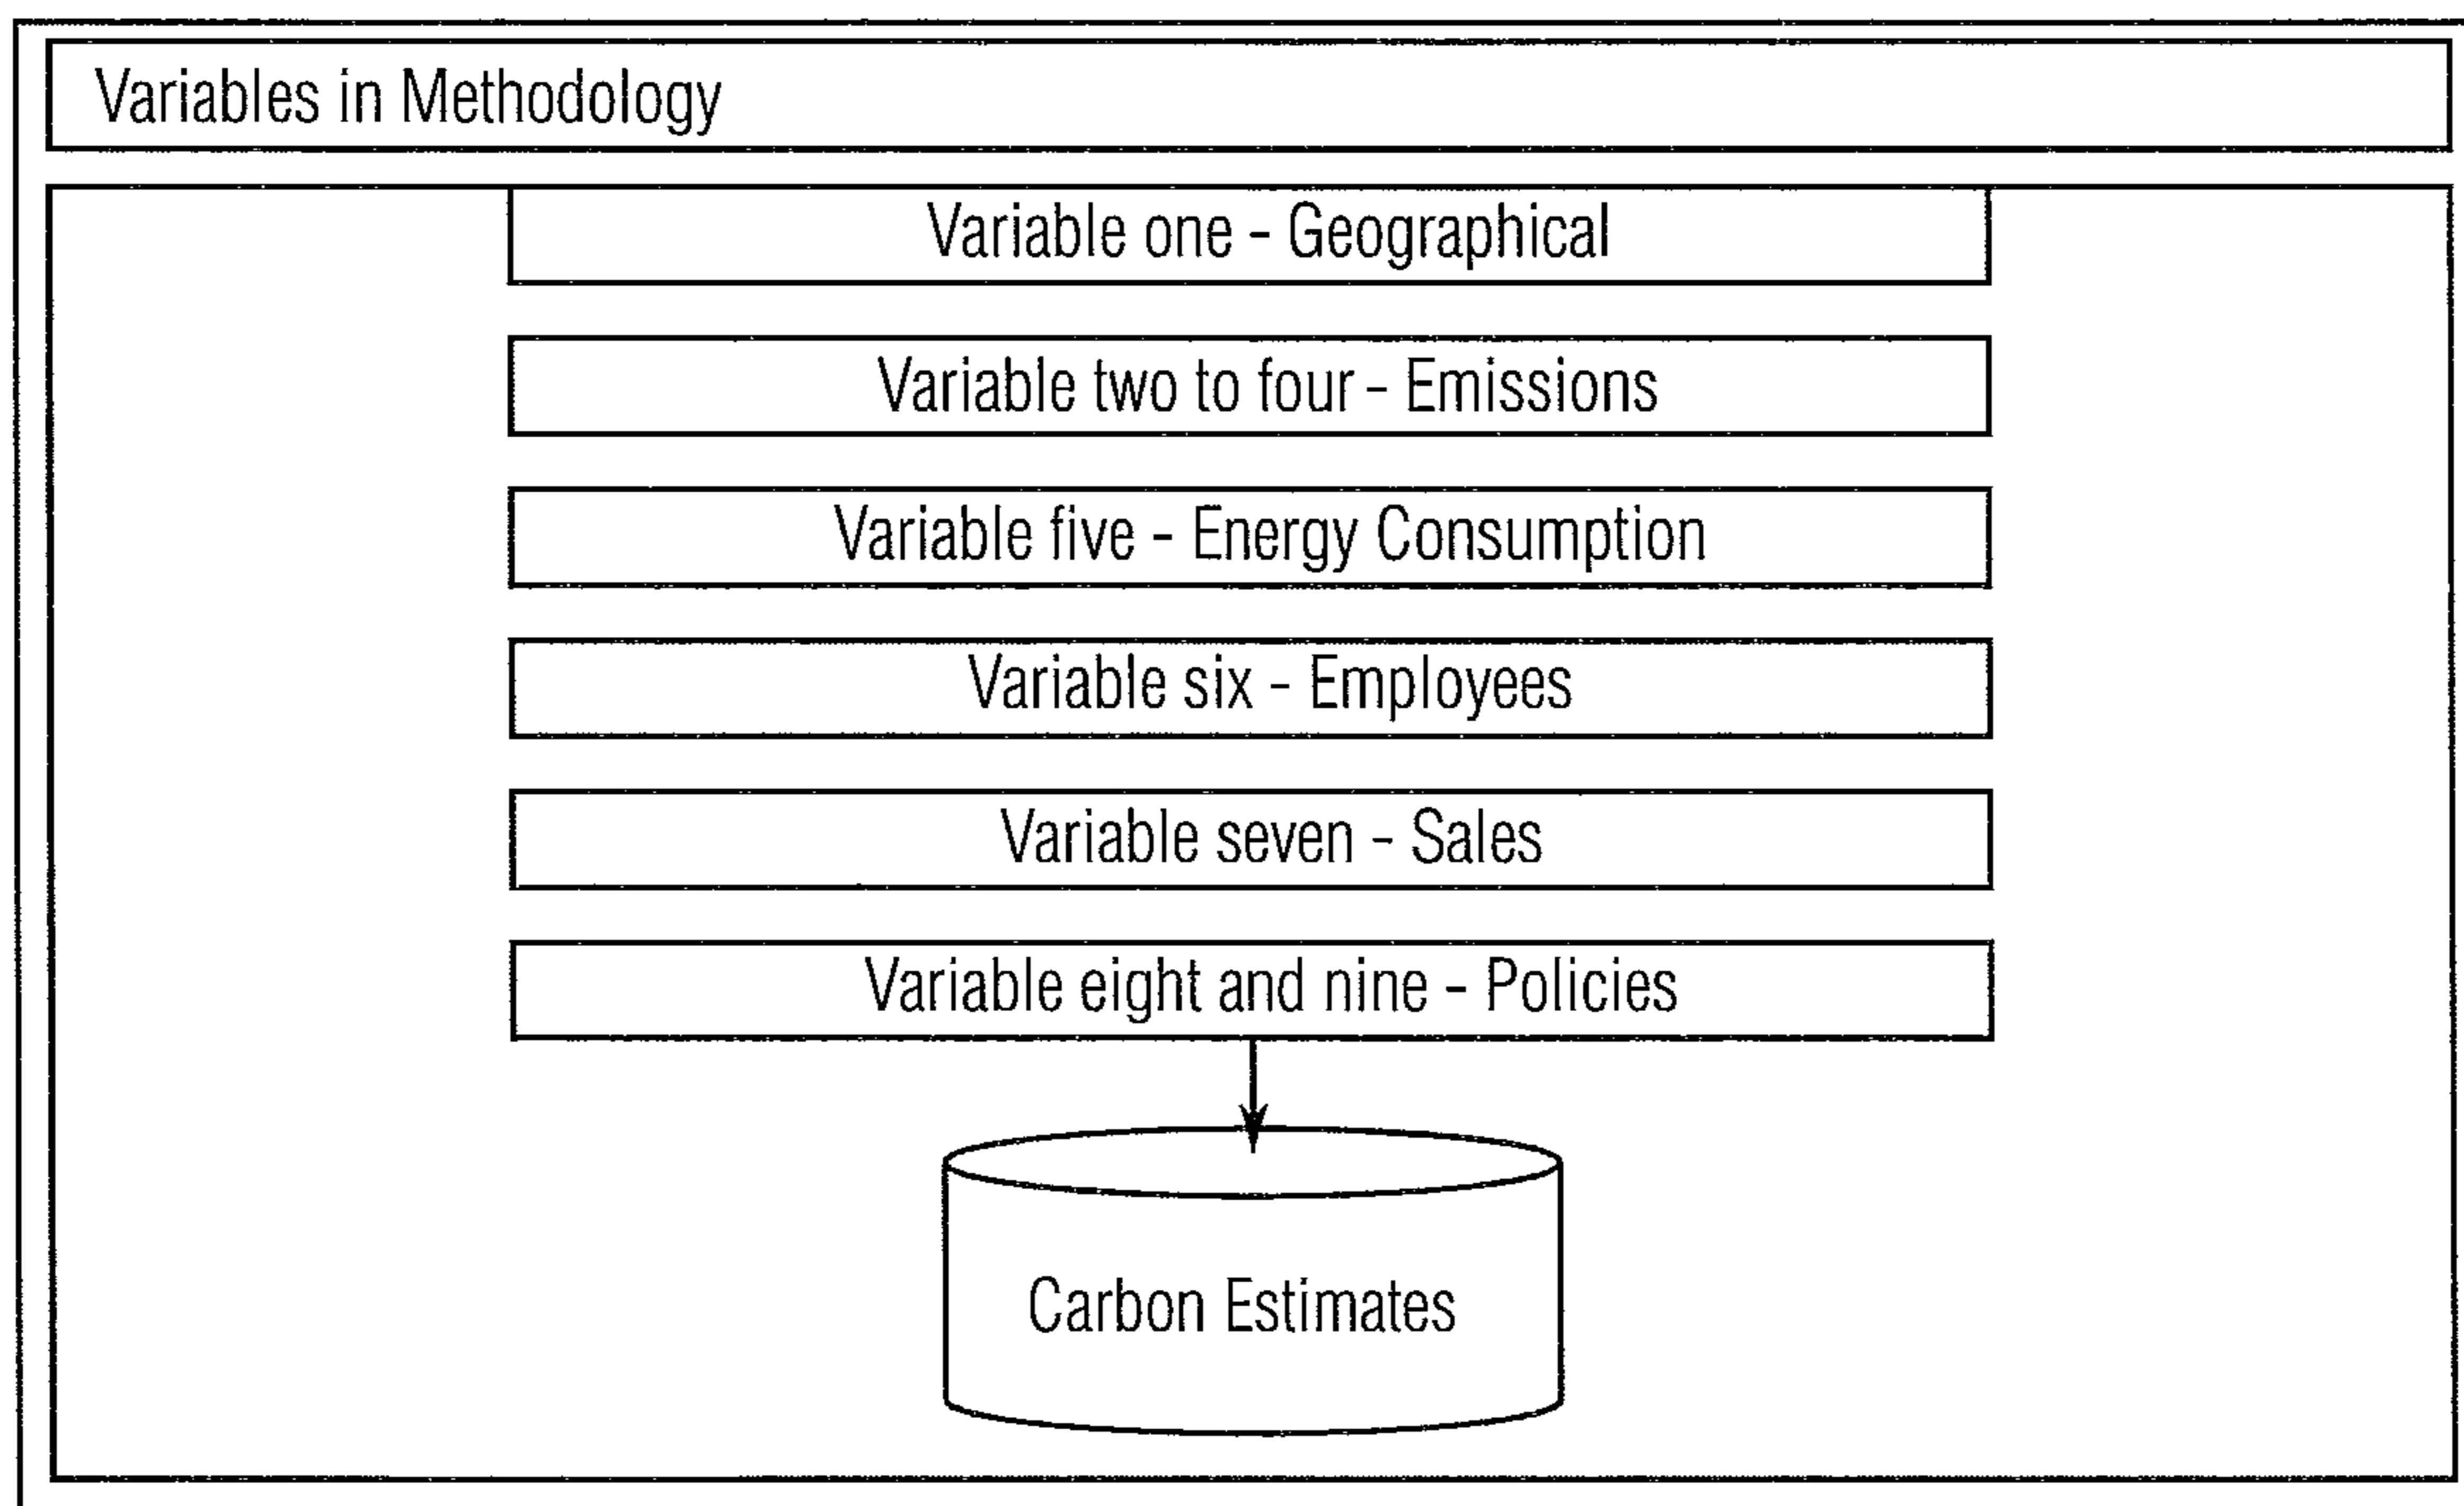 Variables in Methodology
Variable one - Geographical
Variable two to four - Emissions
Variable five - Energy Consumption
Variable six - Employees
Variable seven - Sales
Variable eight and nine - Policies
Carbon Estimates